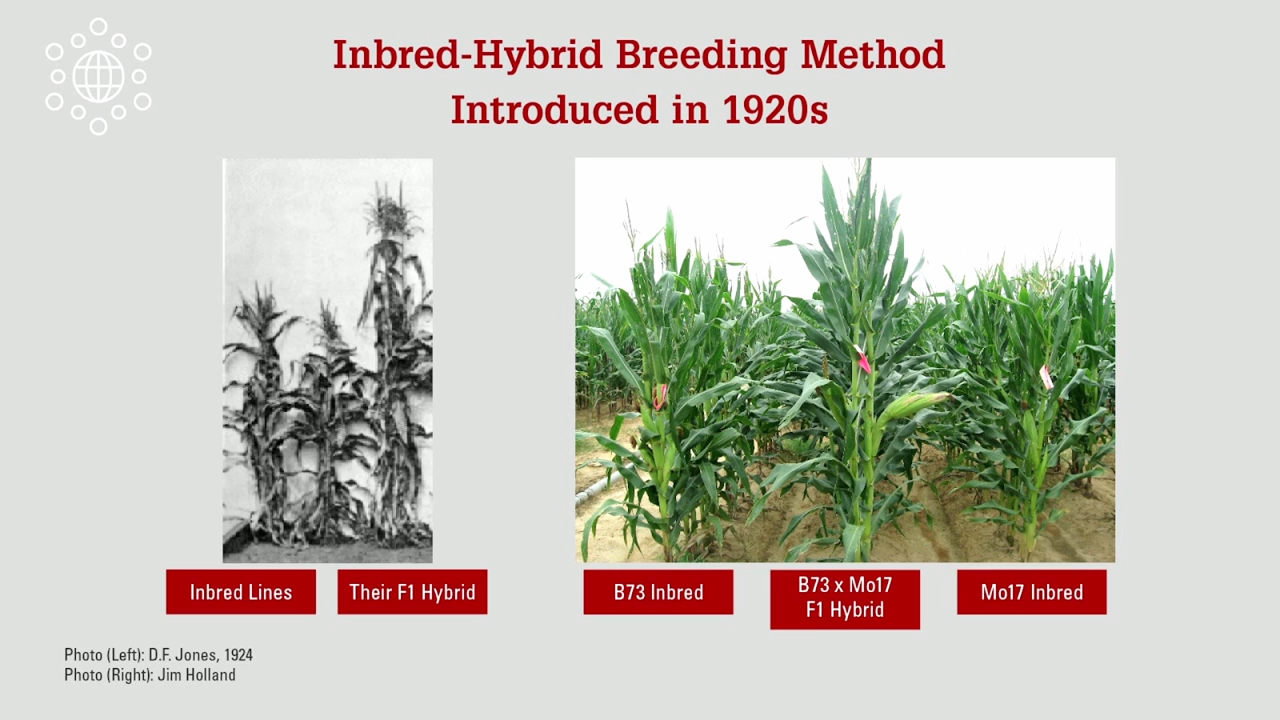 Inbred-Hybrid Breeding Method
Introduced in 1920s
Inbred Lines
Their F1 Hybrid
B73 Inbred
B73 x Mo17
F1 Hybrid
Mo17 Inbred
Photo (Left): D.F. Jones, 1924
Photo (Right): Jim Holland